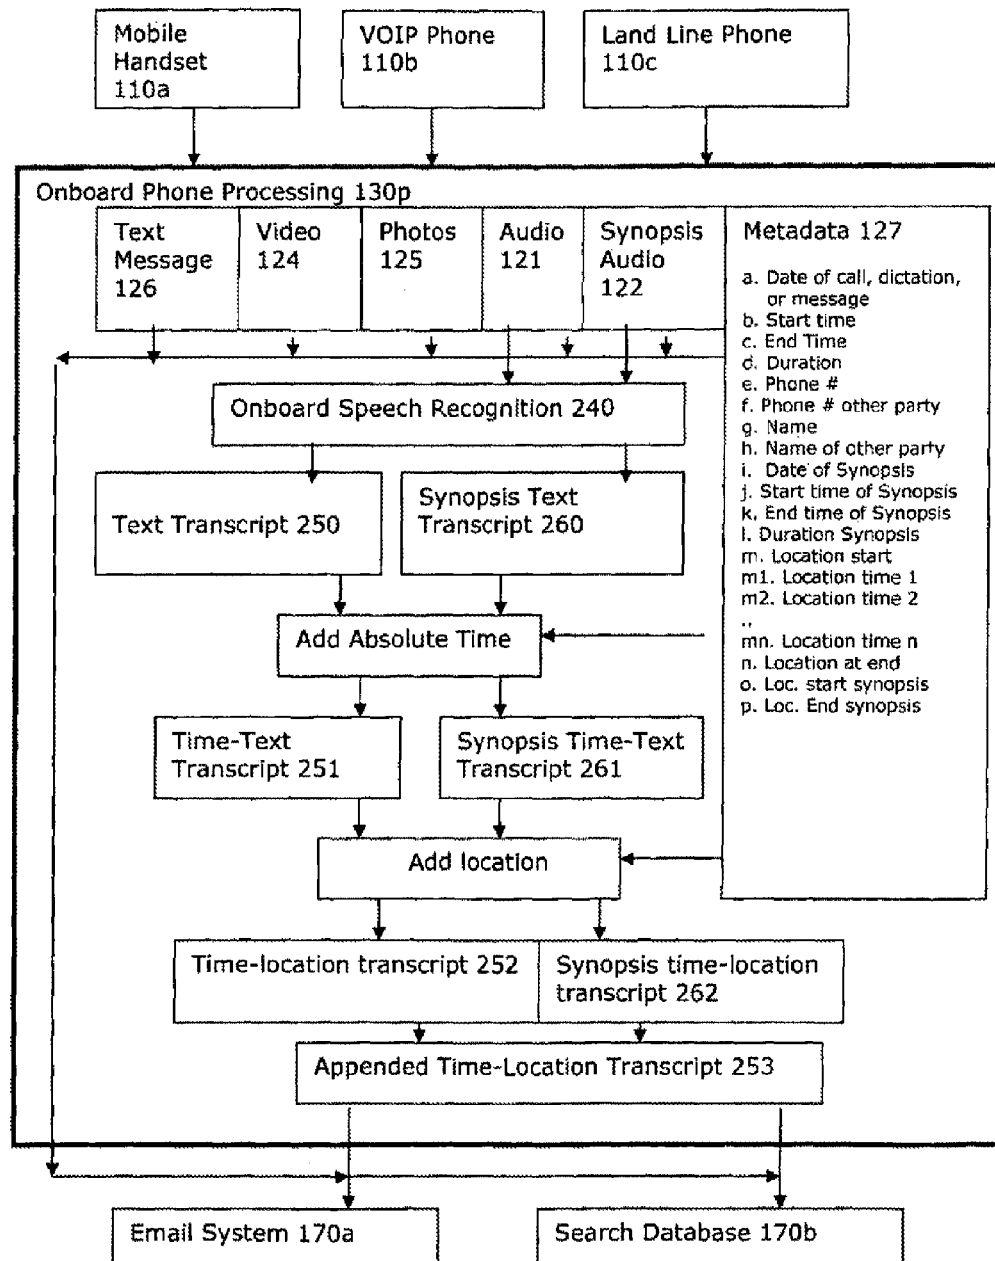 Mobile
Handset
110a
VOIP Phone
110b
Land Line Phone
110c
Onboard Phone Processing 130p
Text
Message
126
Video
124
Photos
125
Audio
121
Synopsis
Audio
122
Metadata 127
a. Date of call, dictation,
or message
b. Start time
c. End Time
d. Duration
e. Phone #
f. Phone # other party
g. Name
h. Name of other party
i. Date of Synopsis
j. Start time of Synopsis
k. End time of Synopsis
l. Duration Synopsis
m. Location start
m1. Location time 1
m2. Location time 2
..
mn. Location time n
n. Location at end
o. Loc. start synopsis
p. Loc. End synopsis
Onboard Speech Recognition 240
Text Transcript 250
Synopsis Text
Transcript 260
Add Absolute Time
Time-Text
Transcript 251
Synopsis Time-Text
Transcript 261
Add location
Time-location transcript 252
Synopsis time-location
transcript 262
Appended Time-Location Transcript 253
Email System 170a
Search Database 170b